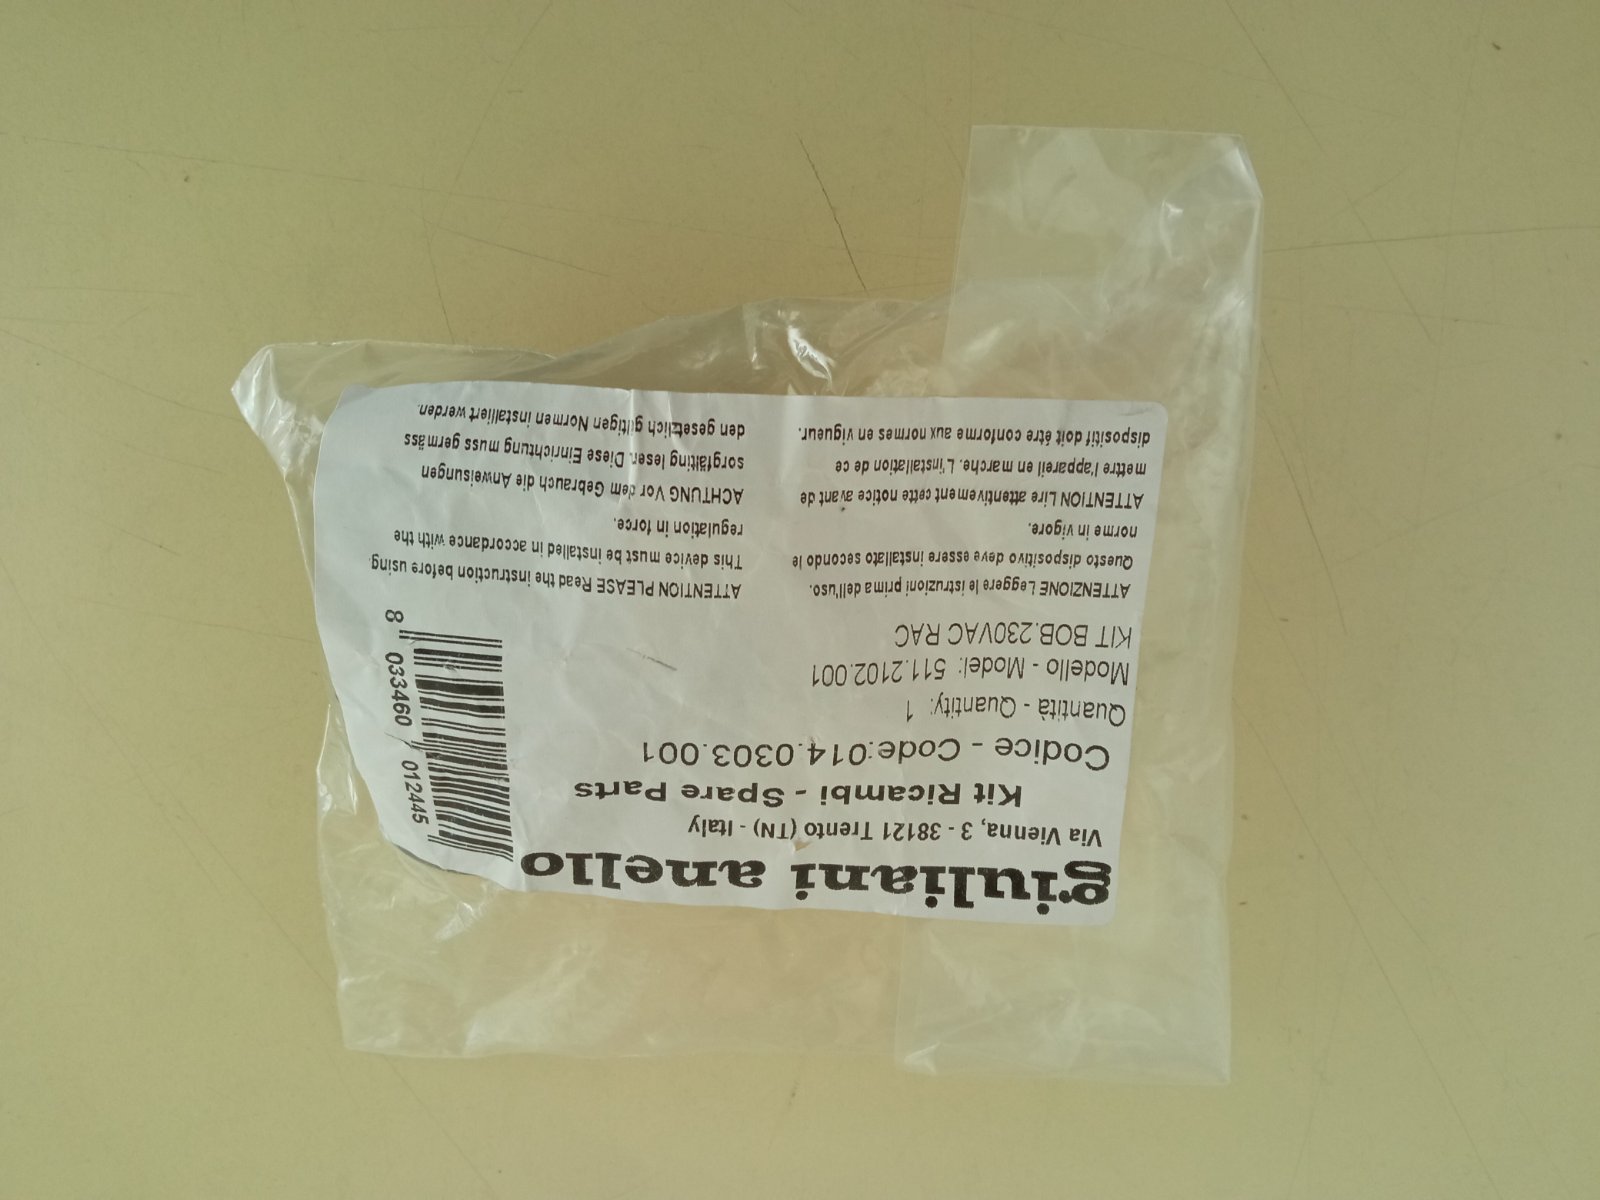 giuliani anello
Via Vienna, 3 - 38121 Trento (TN) - Italy
Kit Ricambi - Spare Parts
Codice - Code:014.0303.001
Quantità - Quantity: 1
Modello - Model: 511.2102.001
KIT BOB.230VAC RAC
8 033460 012445
ATTENZIONE Leggere le istruzioni prima dell'uso.
Questo dispositivo deve essere installato secondo le
norme in vigore.
ATTENTION Lire attentivement cette notice avant de
mettre l'appareil en marche. L'installation de ce
dispositif doit être conforme aux normes en vigueur.
ATTENTION PLEASE Read the instruction before using.
This device must be installed in accordance with the
regulation in force.
ACHTUNG Vor dem Gebrauch die Anweisungen
sorgfälting lesen. Diese Einrichtung muss germäss
den gesetzlich gültigen Normen installiert werden.